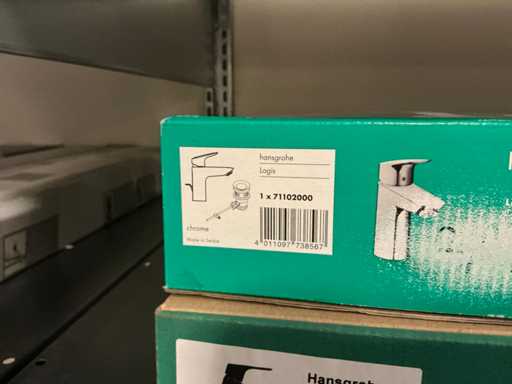 hansgrohe
Logis
1 x 71102000
chrome
Made in Serbia
4 011097 738567
Hansgrohe